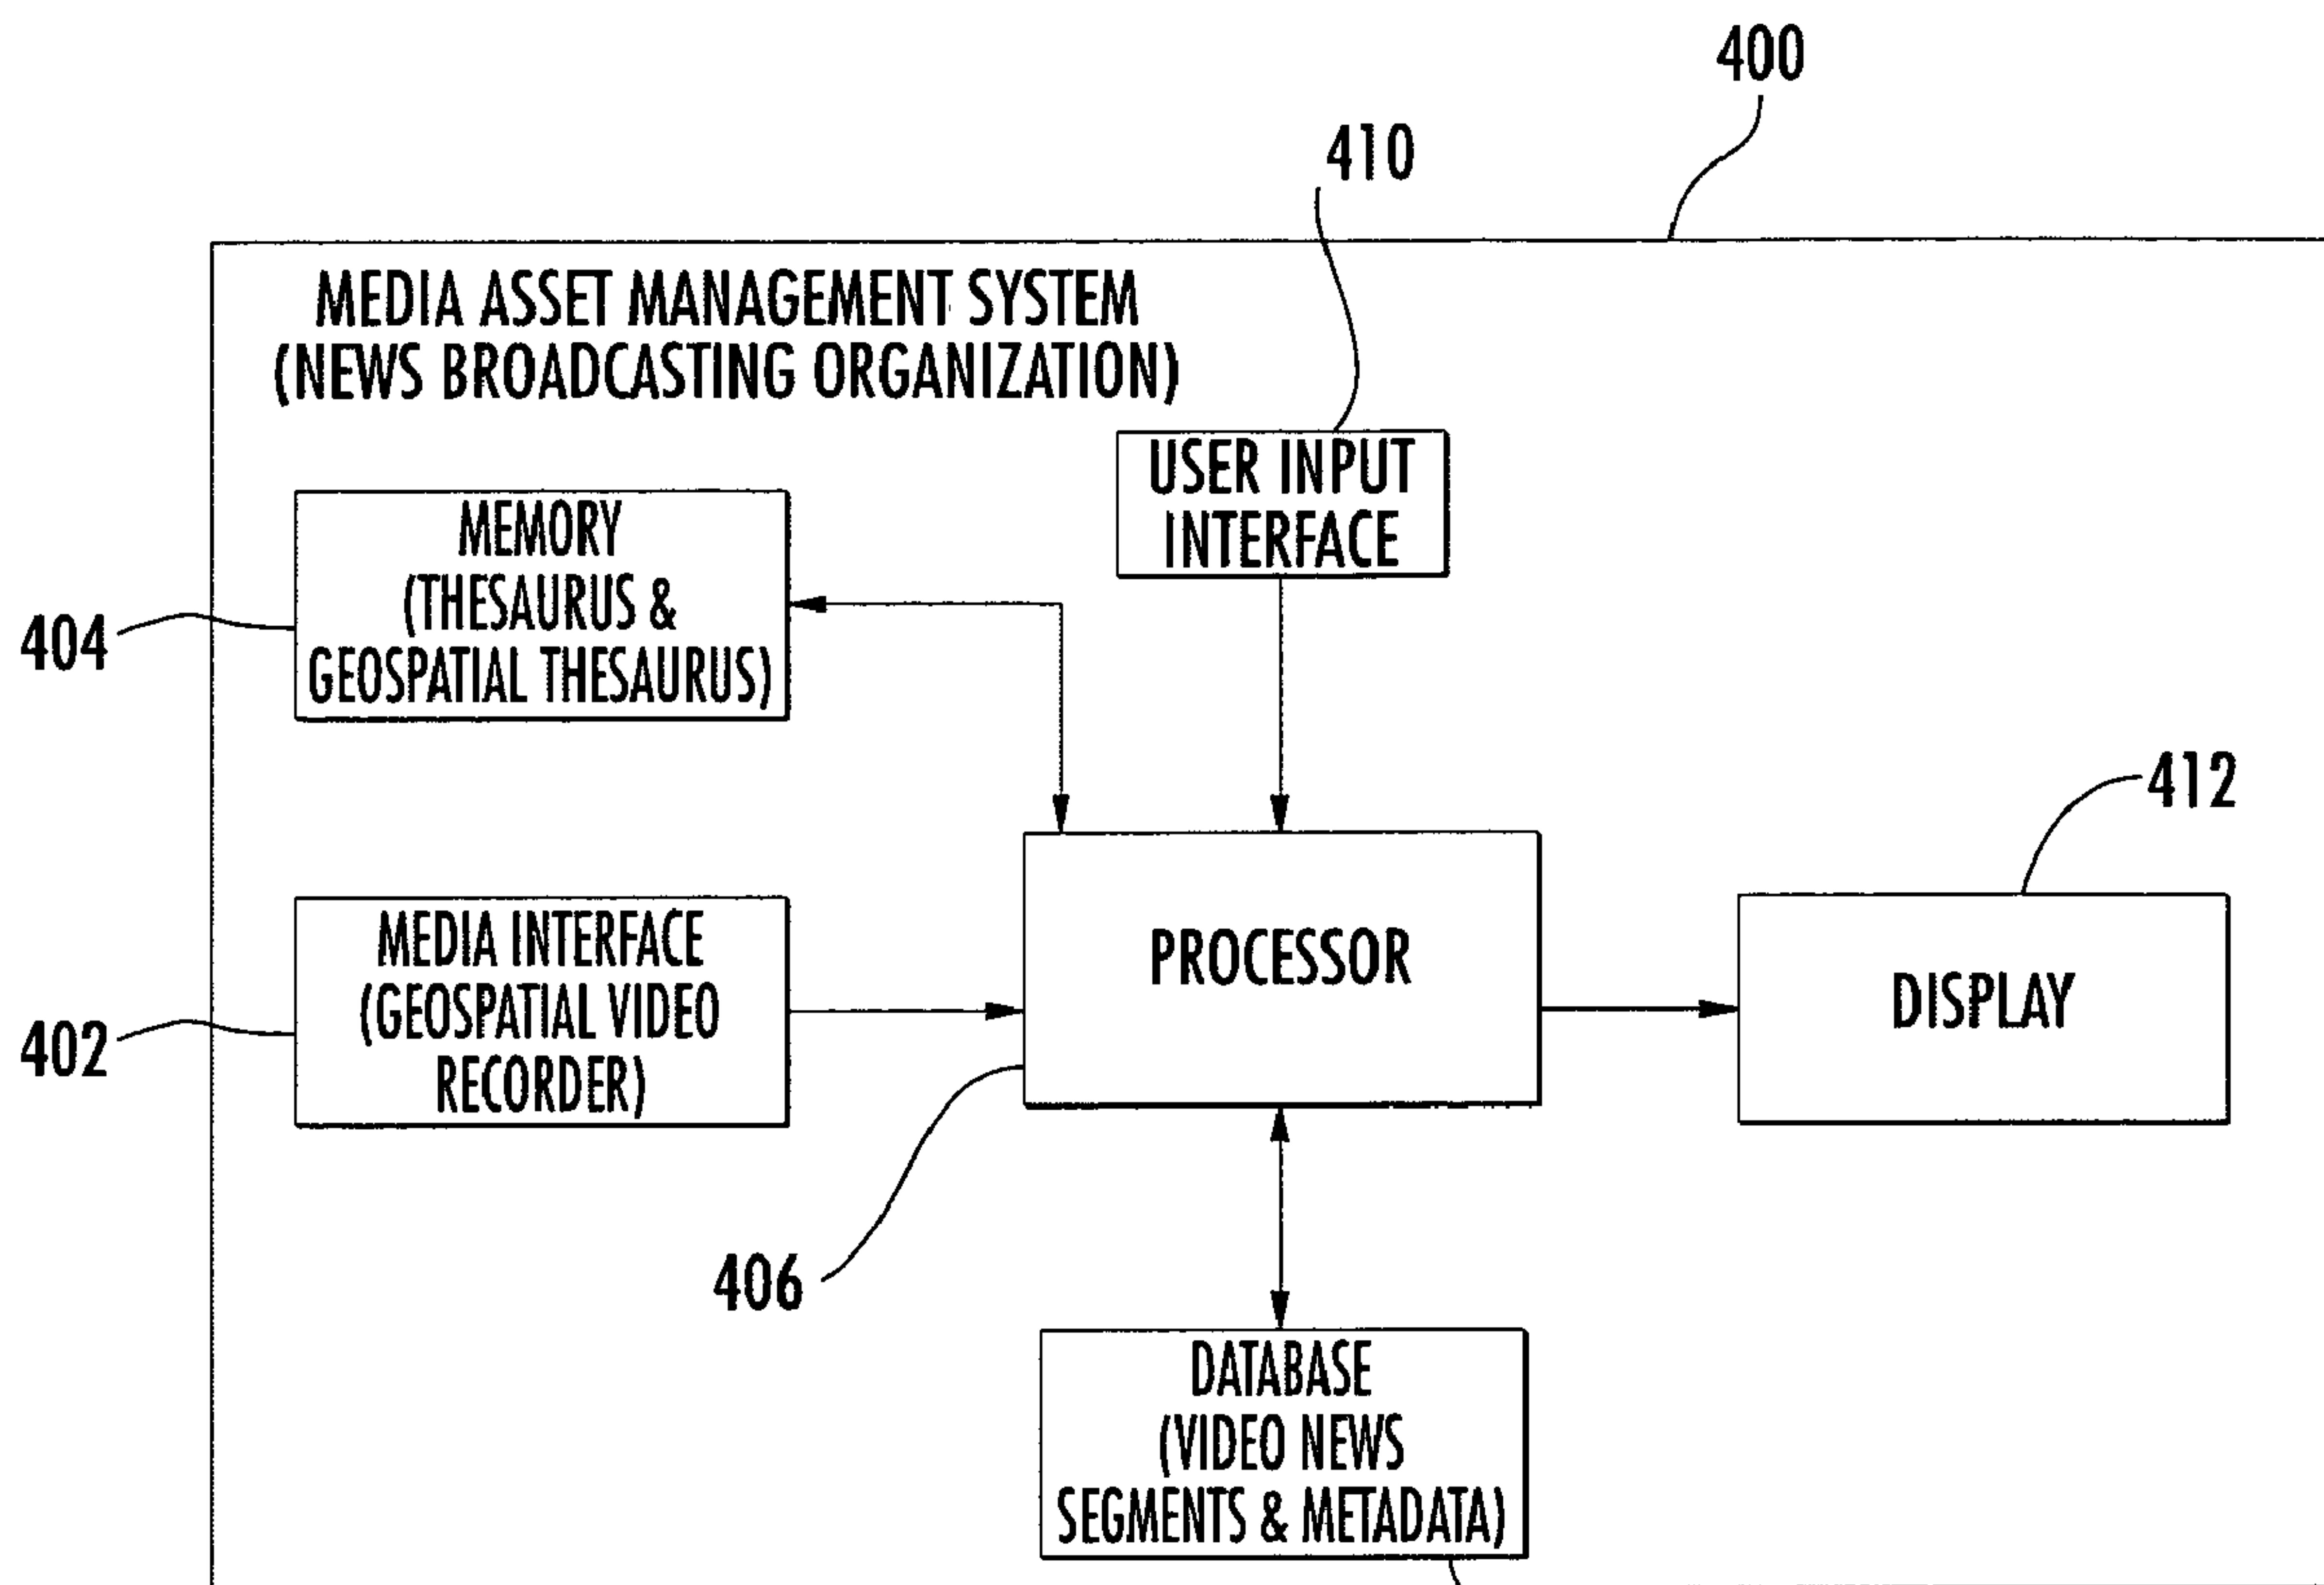 400
410
MEDIA ASSET MANAGEMENT SYSTEM
(NEWS BROADCASTING ORGANIZATION)
USER INPUT
INTERFACE
MEMORY
(THESAURUS &
GEOSPATIAL THESAURUS)
404
412
MEDIA INTERFACE
(GEOSPATIAL VIDEO
RECORDER)
402
PROCESSOR
DISPLAY
406
DATABASE
(VIDEO NEWS
SEGMENTS & METADATA)